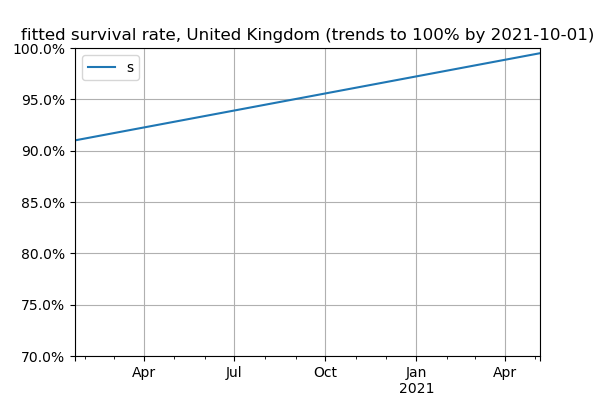 fitted survival rate, United Kingdom (trends to 100% by 2021-10-01)
100.0%
s
95.0%
90.0%
85.0%
80.0%
75.0%
70.0%
Apr Jul Oct Jan Apr
2021